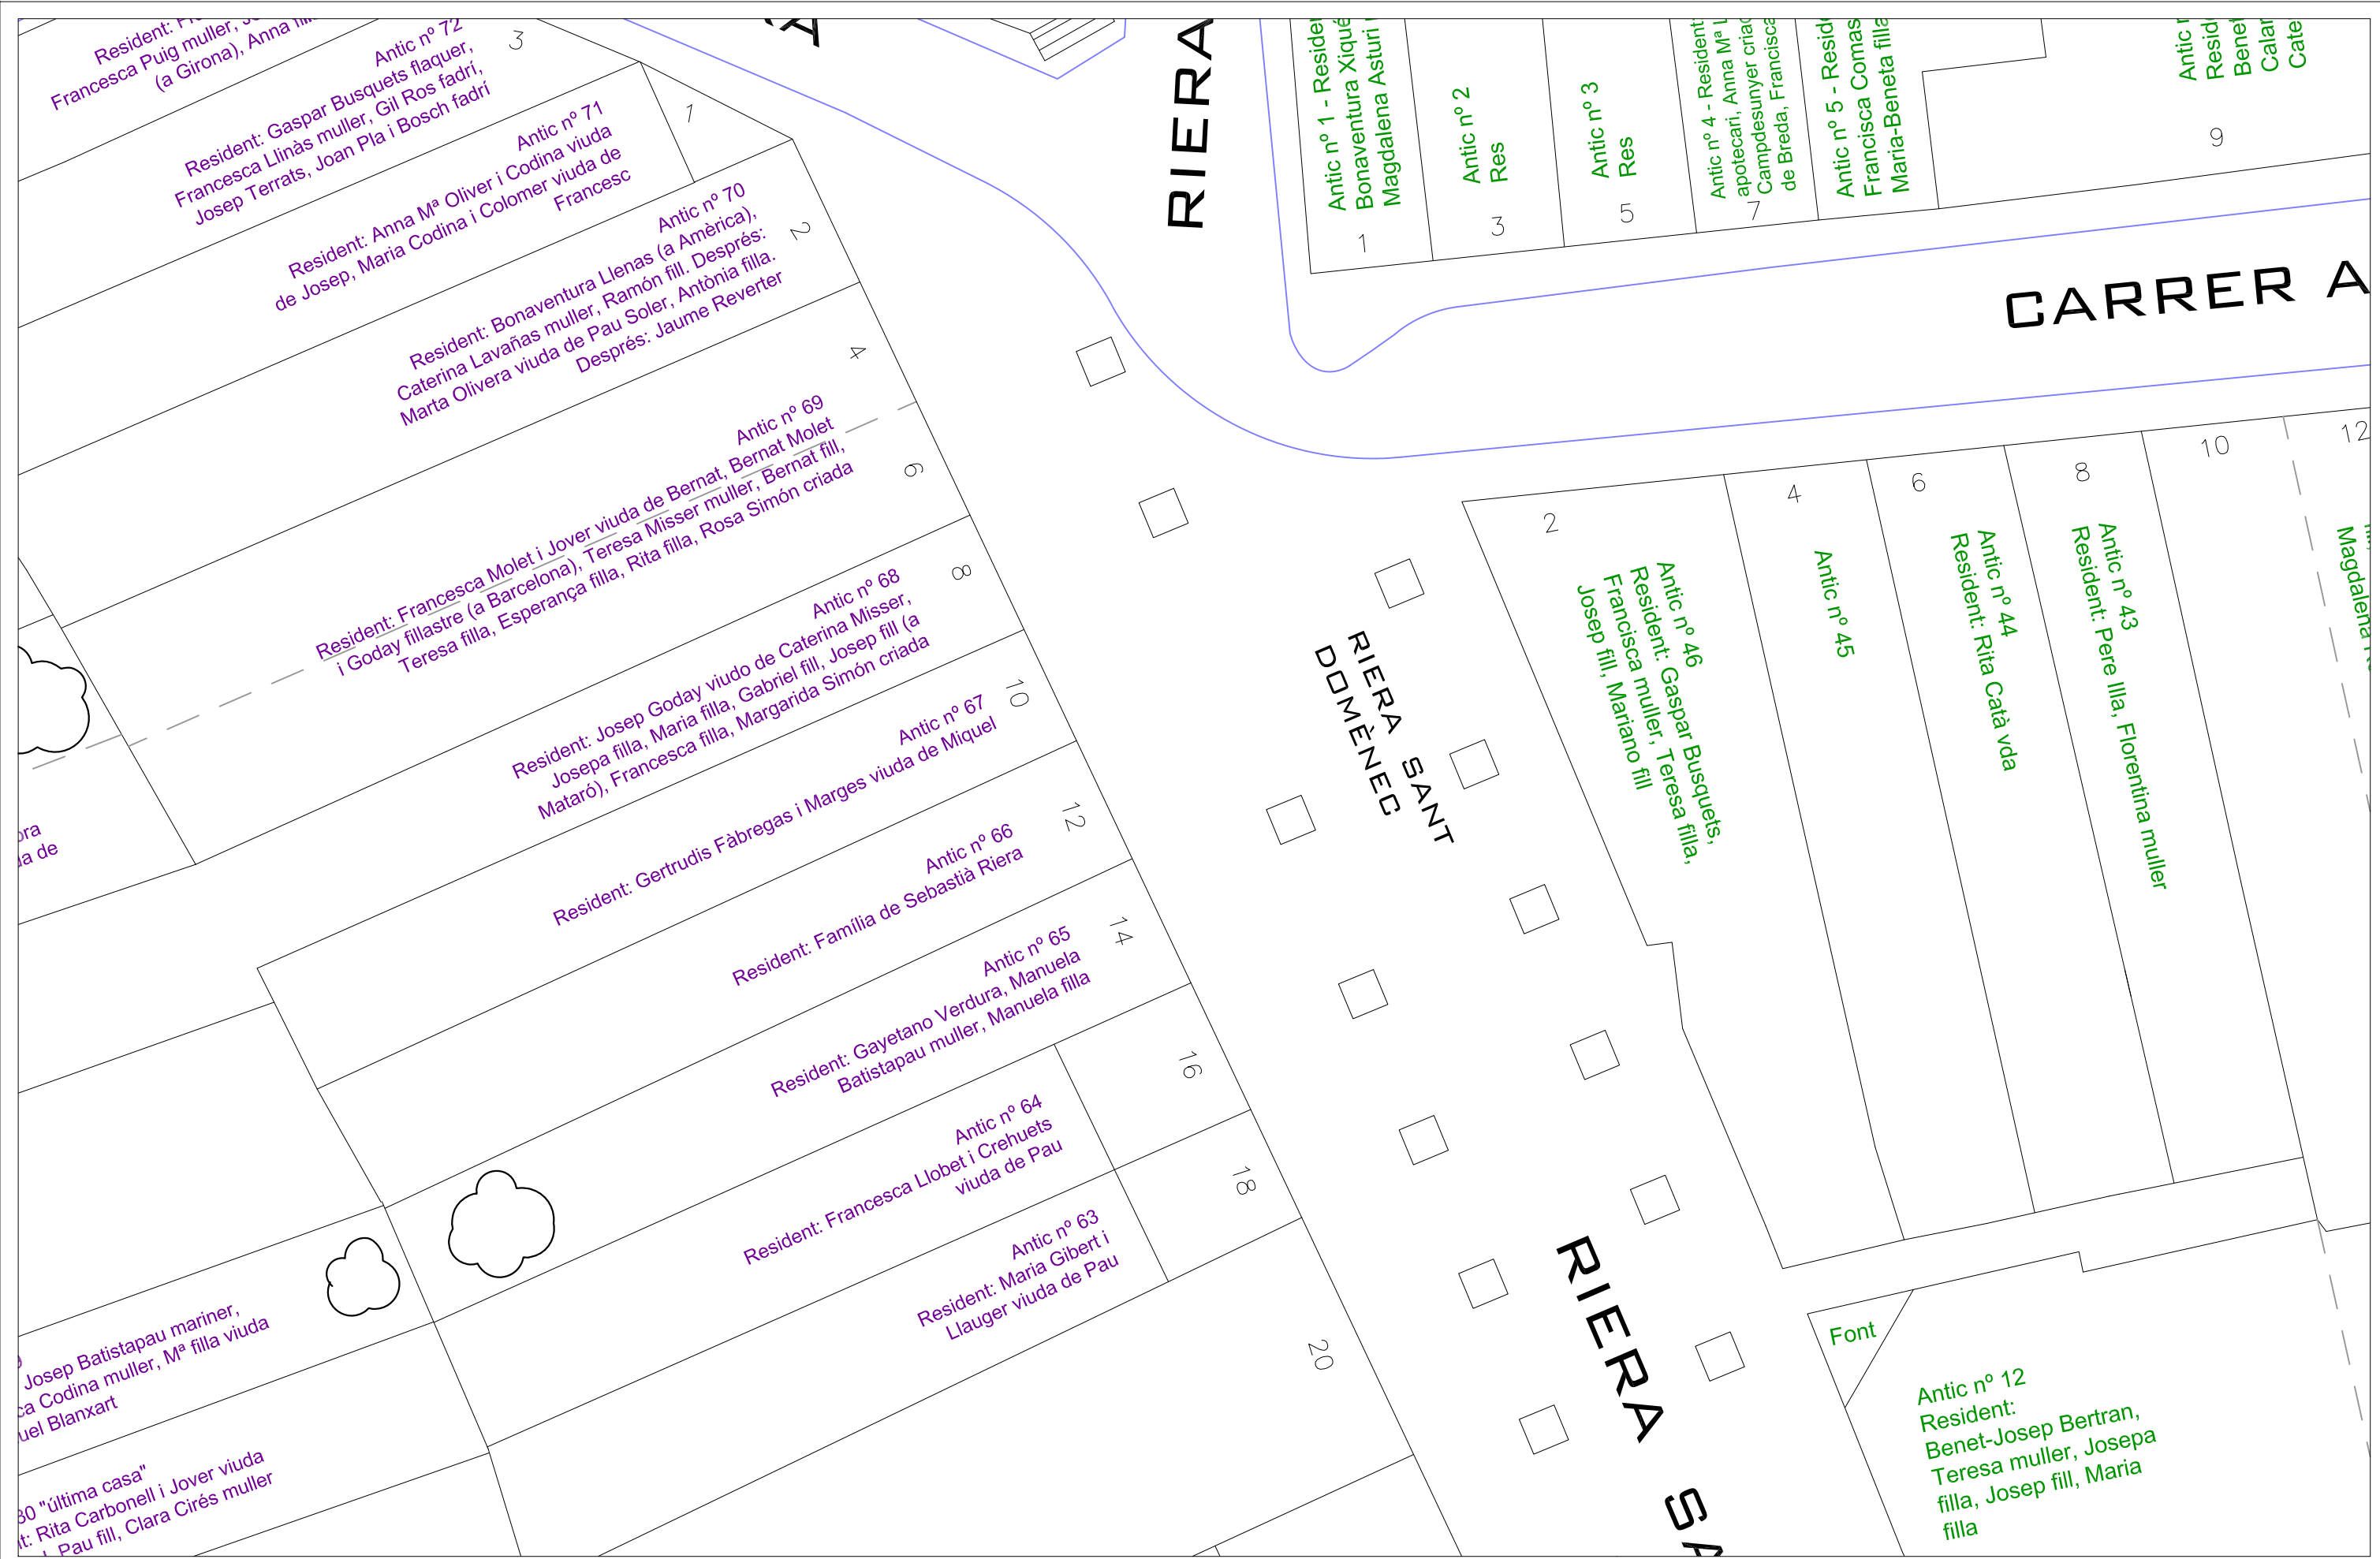 Resident:
Francesca Puig muller,
(a Girona), Anna
Antic nº 72
Resident: Gaspar Busquets flaquer,
Francesca Llinàs muller, Gil Ros fadrí,
Josep Terrats, Joan Pla i Bosch fadrí
3
Antic nº 71
Resident: Anna Mª Oliver i Codina viuda
de Josep, Maria Codina i Colomer viuda de
Francesc
1
Antic nº 70
Resident: Bonaventura Llenas (a Amèrica),
Caterina Lavañas muller, Ramón fill. Després:
Marta Olivera viuda de Pau Soler, Antònia filla.
Després: Jaume Reverter
2
4
Antic nº 69
Resident: Francesca Molet i Jover viuda de Bernat, Bernat Molet
i Goday fillastre (a Barcelona), Teresa Misser muller, Bernat fill,
Teresa filla, Esperança filla, Rita filla, Rosa Simón criada
6
Antic nº 68
Resident: Josep Goday viudo de Caterina Misser,
Josepa filla, Maria filla, Gabriel fill, Josep fill (a
Mataró), Francesca filla, Margarida Simón criada
8
Antic nº 67
Resident: Gertrudis Fàbregas i Marges viuda de Miquel
10
Antic nº 66
Resident: Família de Sebastià Riera
12
Antic nº 65
Resident: Gayetano Verdura, Manuela
Batistapau muller, Manuela filla
14
Antic nº 64
Resident: Francesca Llobet i Crehuets
viuda de Pau
16
Antic nº 63
Resident: Maria Gibert i
Llauger viuda de Pau
18
20
de
Josep Batistapau mariner,
Codina muller, Mª filla viuda
Blanxart
"última casa"
Rita Carbonell i Jover viuda
Pau fill, Clara Cirés muller
A
RIERA
Antic nº 1 - Resident
Bonaventura Xiqué
Magdalena Asturi
1
Antic nº 2
Res
3
Antic nº 3
Res
5
Antic nº 4 - Resident
apotecari, Anna Mª
Campdesunyer criad
de Breda, Francisca
7
Antic nº 5 - Resid
Francisca Comas
Maria-Beneta filla
Antic
Resid
Benet
Calar
Cate
9
CARRER A
RIERA SANT
DOMÈNEC
2
Antic nº 46
Resident: Gaspar Busquets,
Francisca muller, Teresa filla,
Josep fill, Mariano fill
4
Antic nº 45
6
Antic nº 44
Resident: Rita Catà vda
8
Antic nº 43
Resident: Pere Illa, Florentina muller
10
12
Magdalena
RIERA SA
Font
Antic nº 12
Resident:
Benet-Josep Bertran,
Teresa muller, Josepa
filla, Josep fill, Maria
filla